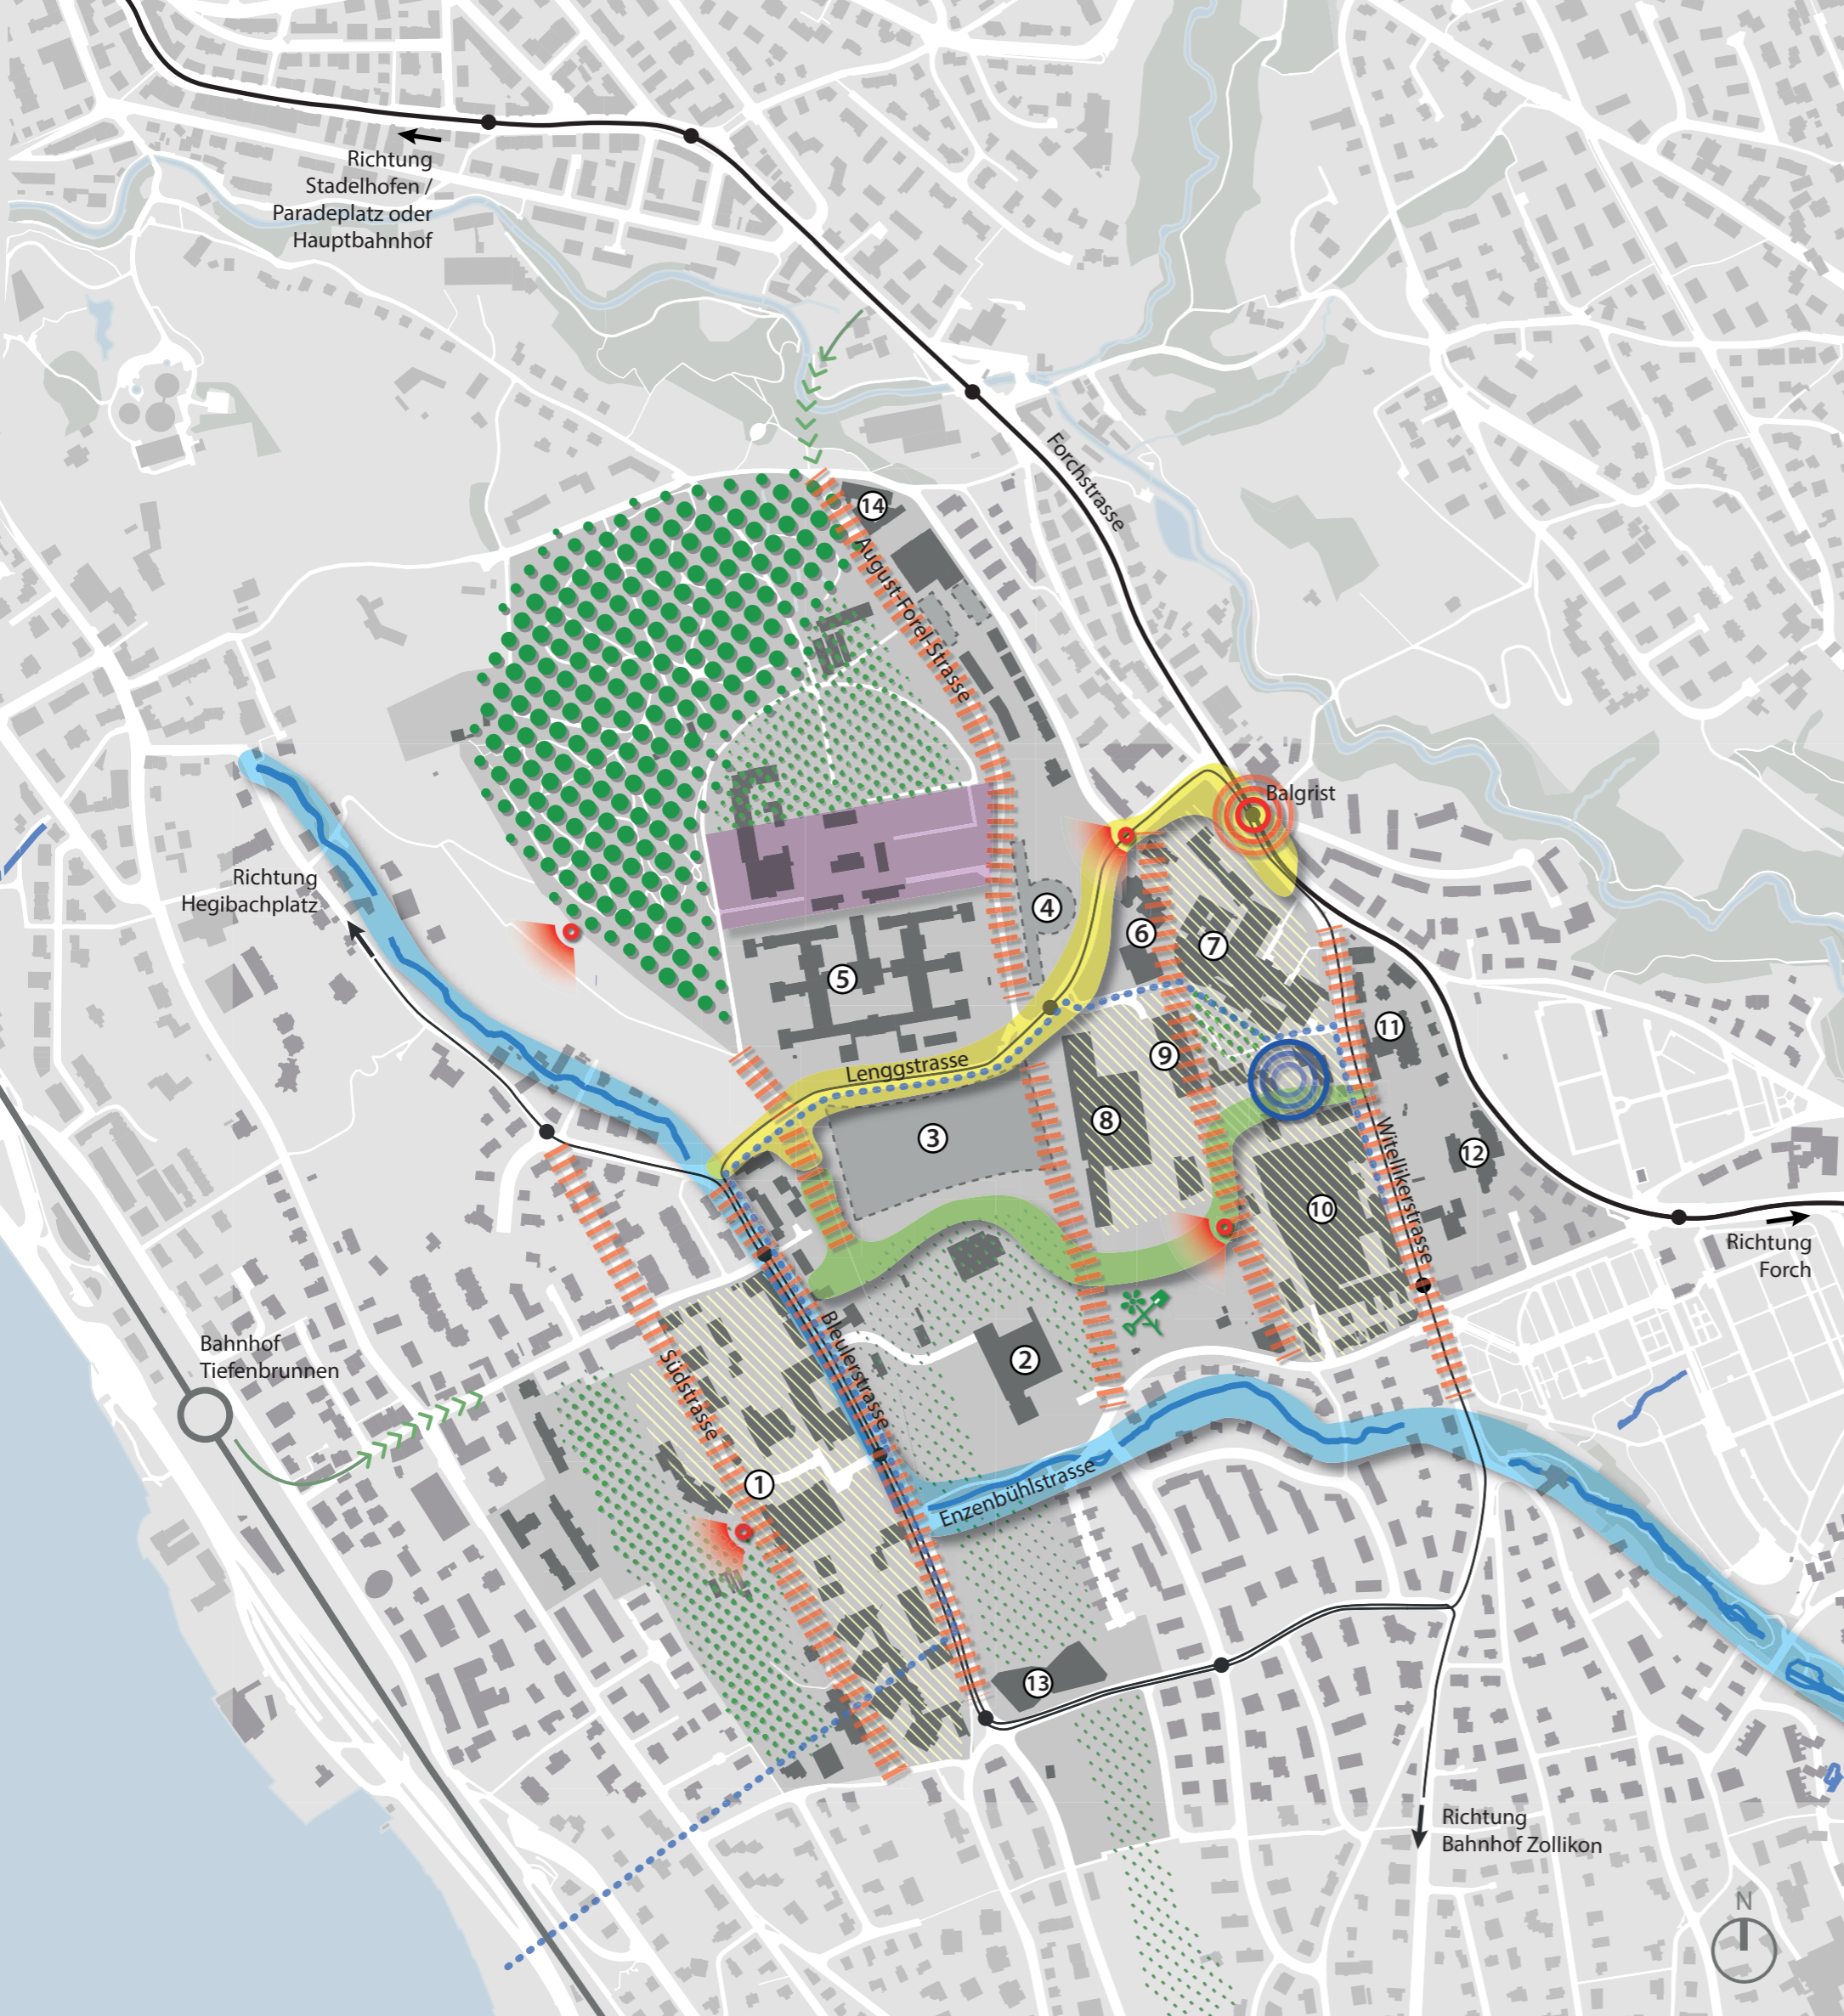 Richtung
Stadelhofen /
Paradeplatz oder
Hauptbahnhof
Forchstrasse
14
August-Forel-Strasse
Balgrist
Richtung
Hegibachplatz
4
6
7
5
11
9
Lenggstrasse
8
3
12
Witellikerstrasse
10
Richtung
Forch
Bahnhof
Tiefenbrunnen
Bleulerstrasse
Südstrasse
2
1
Enzenbühlstrasse
13
Richtung
Bahnhof Zollikon
N